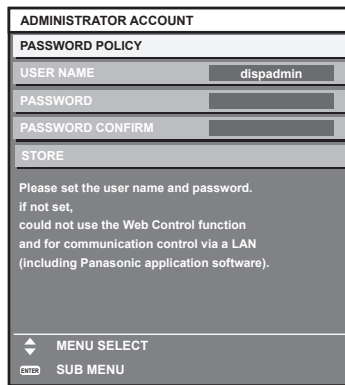 ADMINISTRATOR ACCOUNT
PASSWORD POLICY
USER NAME dispadmin
PASSWORD
PASSWORD CONFIRM
STORE
Please set the user name and password.
if not set,
could not use the Web Control function
and for communication control via a LAN
(including Panasonic application software).
MENU SELECT
ENTER SUB MENU